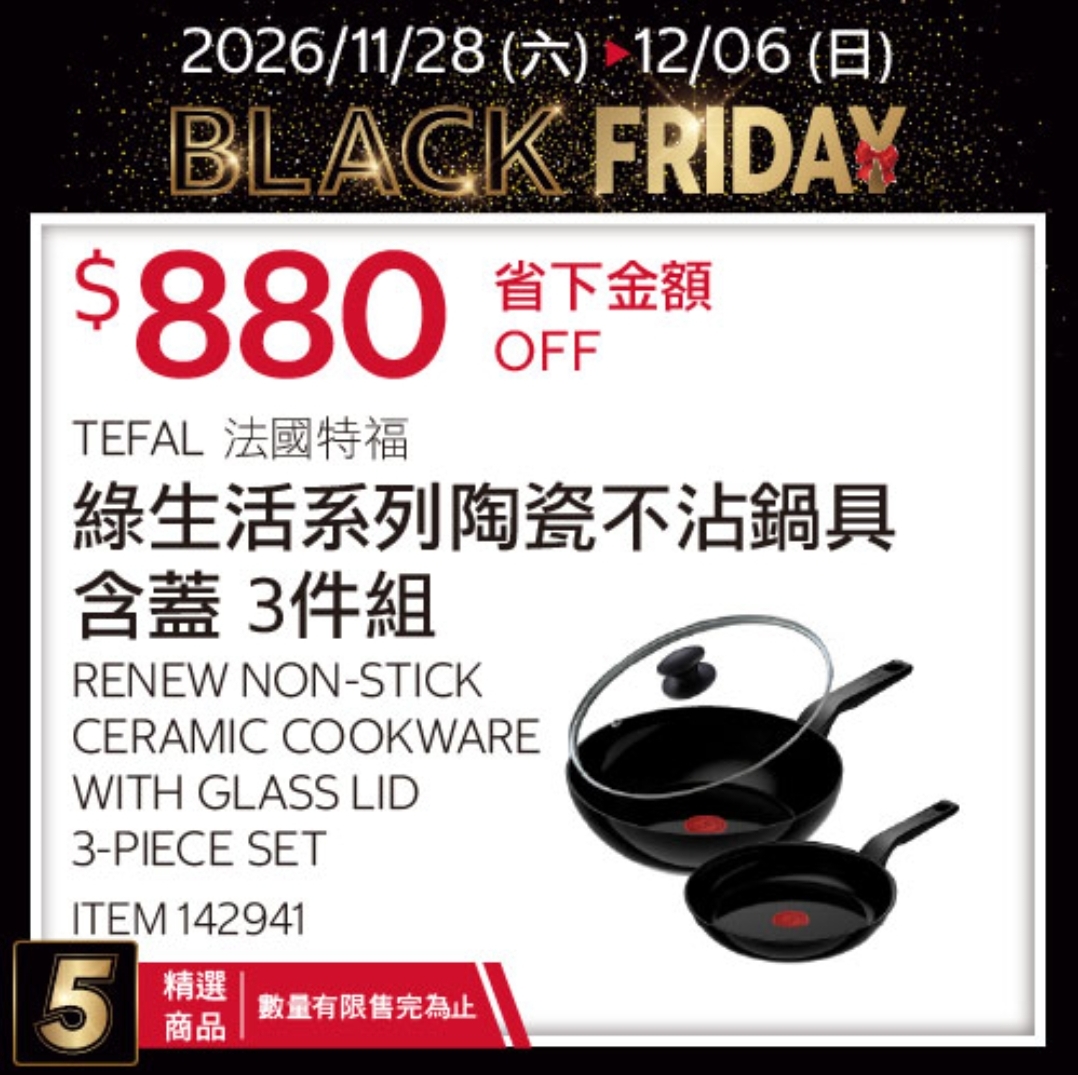 2026/11/28 (六) ▶ 12/06 (日)
BLACK FRIDAY
$880 省下金額
OFF
TEFAL 法國特福
綠生活系列陶瓷不沾鍋具
含蓋 3件組
RENEW NON-STICK
CERAMIC COOKWARE
WITH GLASS LID
3-PIECE SET
ITEM 142941
5
精選
商品
數量有限售完為止